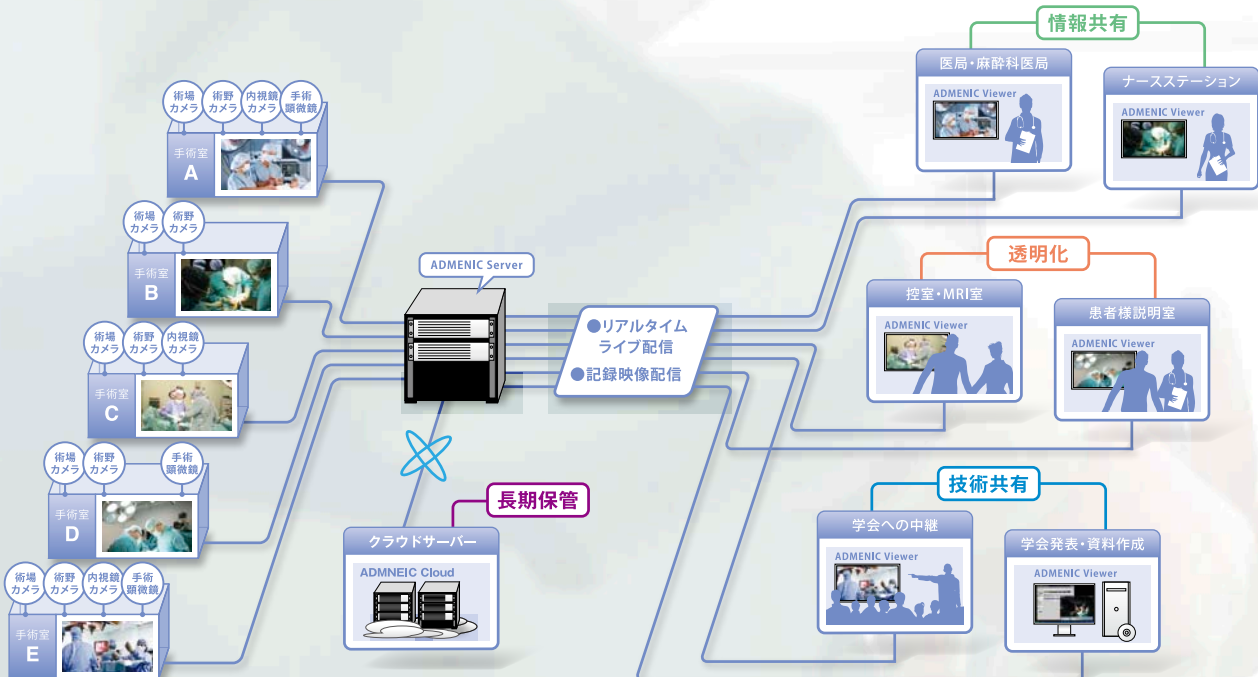 術場
カメラ
術野
カメラ
内視鏡
カメラ
手術
顕微鏡
手術室
A
術場
カメラ
術野
カメラ
手術室
B
術場
カメラ
術野
カメラ
内視鏡
カメラ
手術室
C
術場
カメラ
術野
カメラ
手術
顕微鏡
手術室
D
術場
カメラ
術野
カメラ
内視鏡
カメラ
手術
顕微鏡
手術室
E
ADMENIC Server
●リアルタイム
ライブ配信
●記録映像配信
長期保管
クラウドサーバー
ADMNEIC Cloud
情報共有
医局・麻酔科医局
ADMENIC Viewer
ナースステーション
ADMENIC Viewer
透明化
控室・MRI室
ADMENIC Viewer
患者様説明室
ADMENIC Viewer
技術共有
学会への中継
ADMENIC Viewer
学会発表・資料作成
ADMENIC Viewer